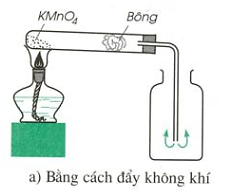 KMnO₄ Bông
a) Bằng cách đẩy không khí